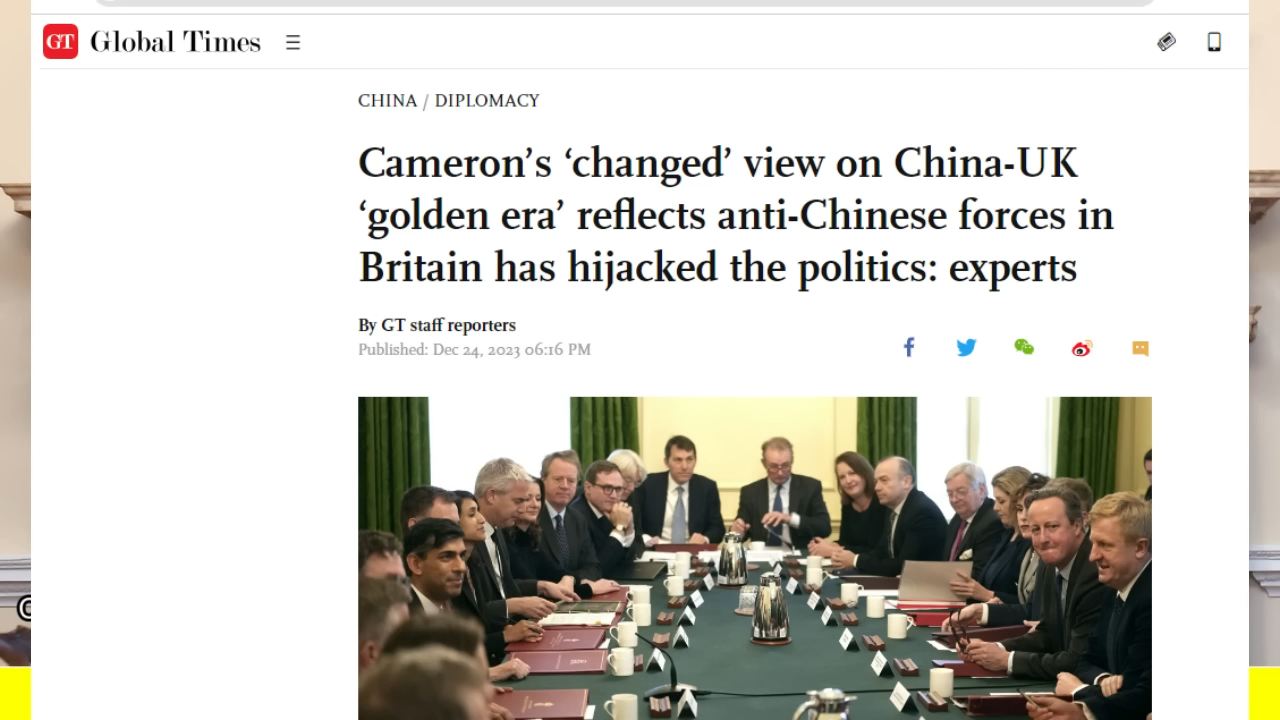 GT Global Times
CHINA / DIPLOMACY
Cameron’s ‘changed’ view on China-UK
‘golden era’ reflects anti-Chinese forces in
Britain has hijacked the politics: experts
By GT staff reporters
Published: Dec 24, 2023 06:16 PM